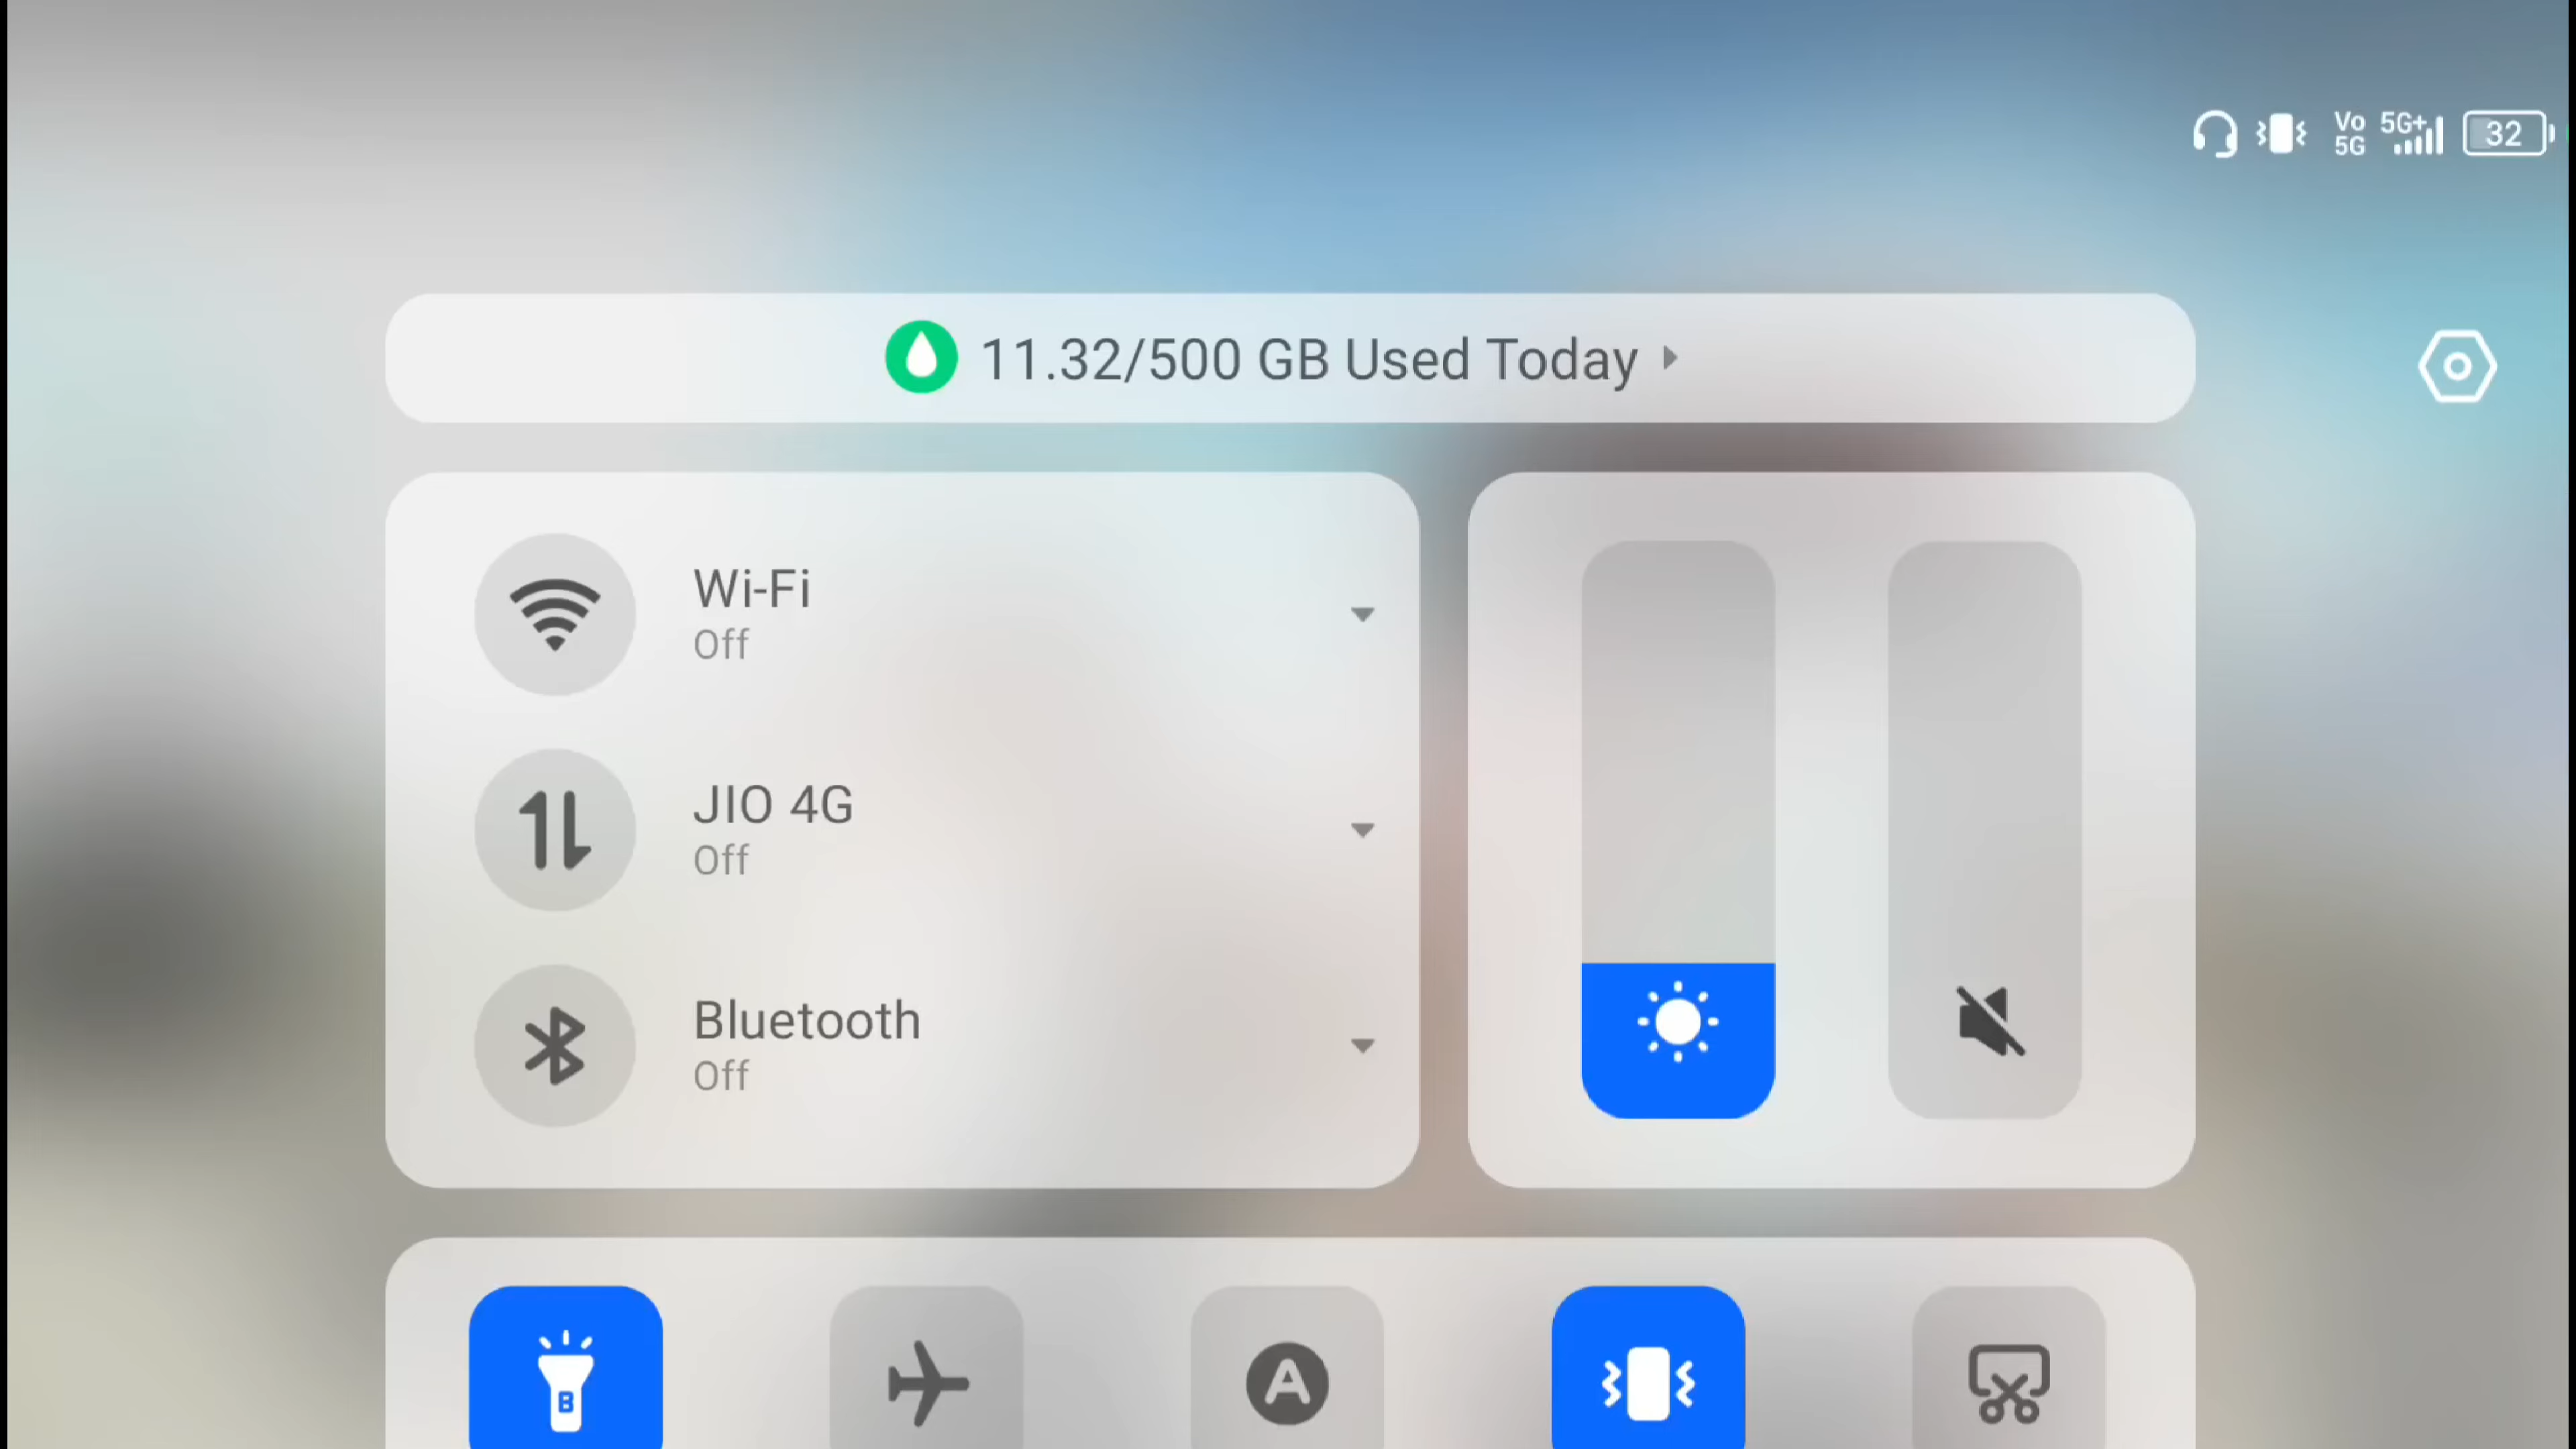 Vo
5G
5G+
32
11.32/500 GB Used Today
Wi-Fi
Off
JIO 4G
Off
Bluetooth
Off
B
A